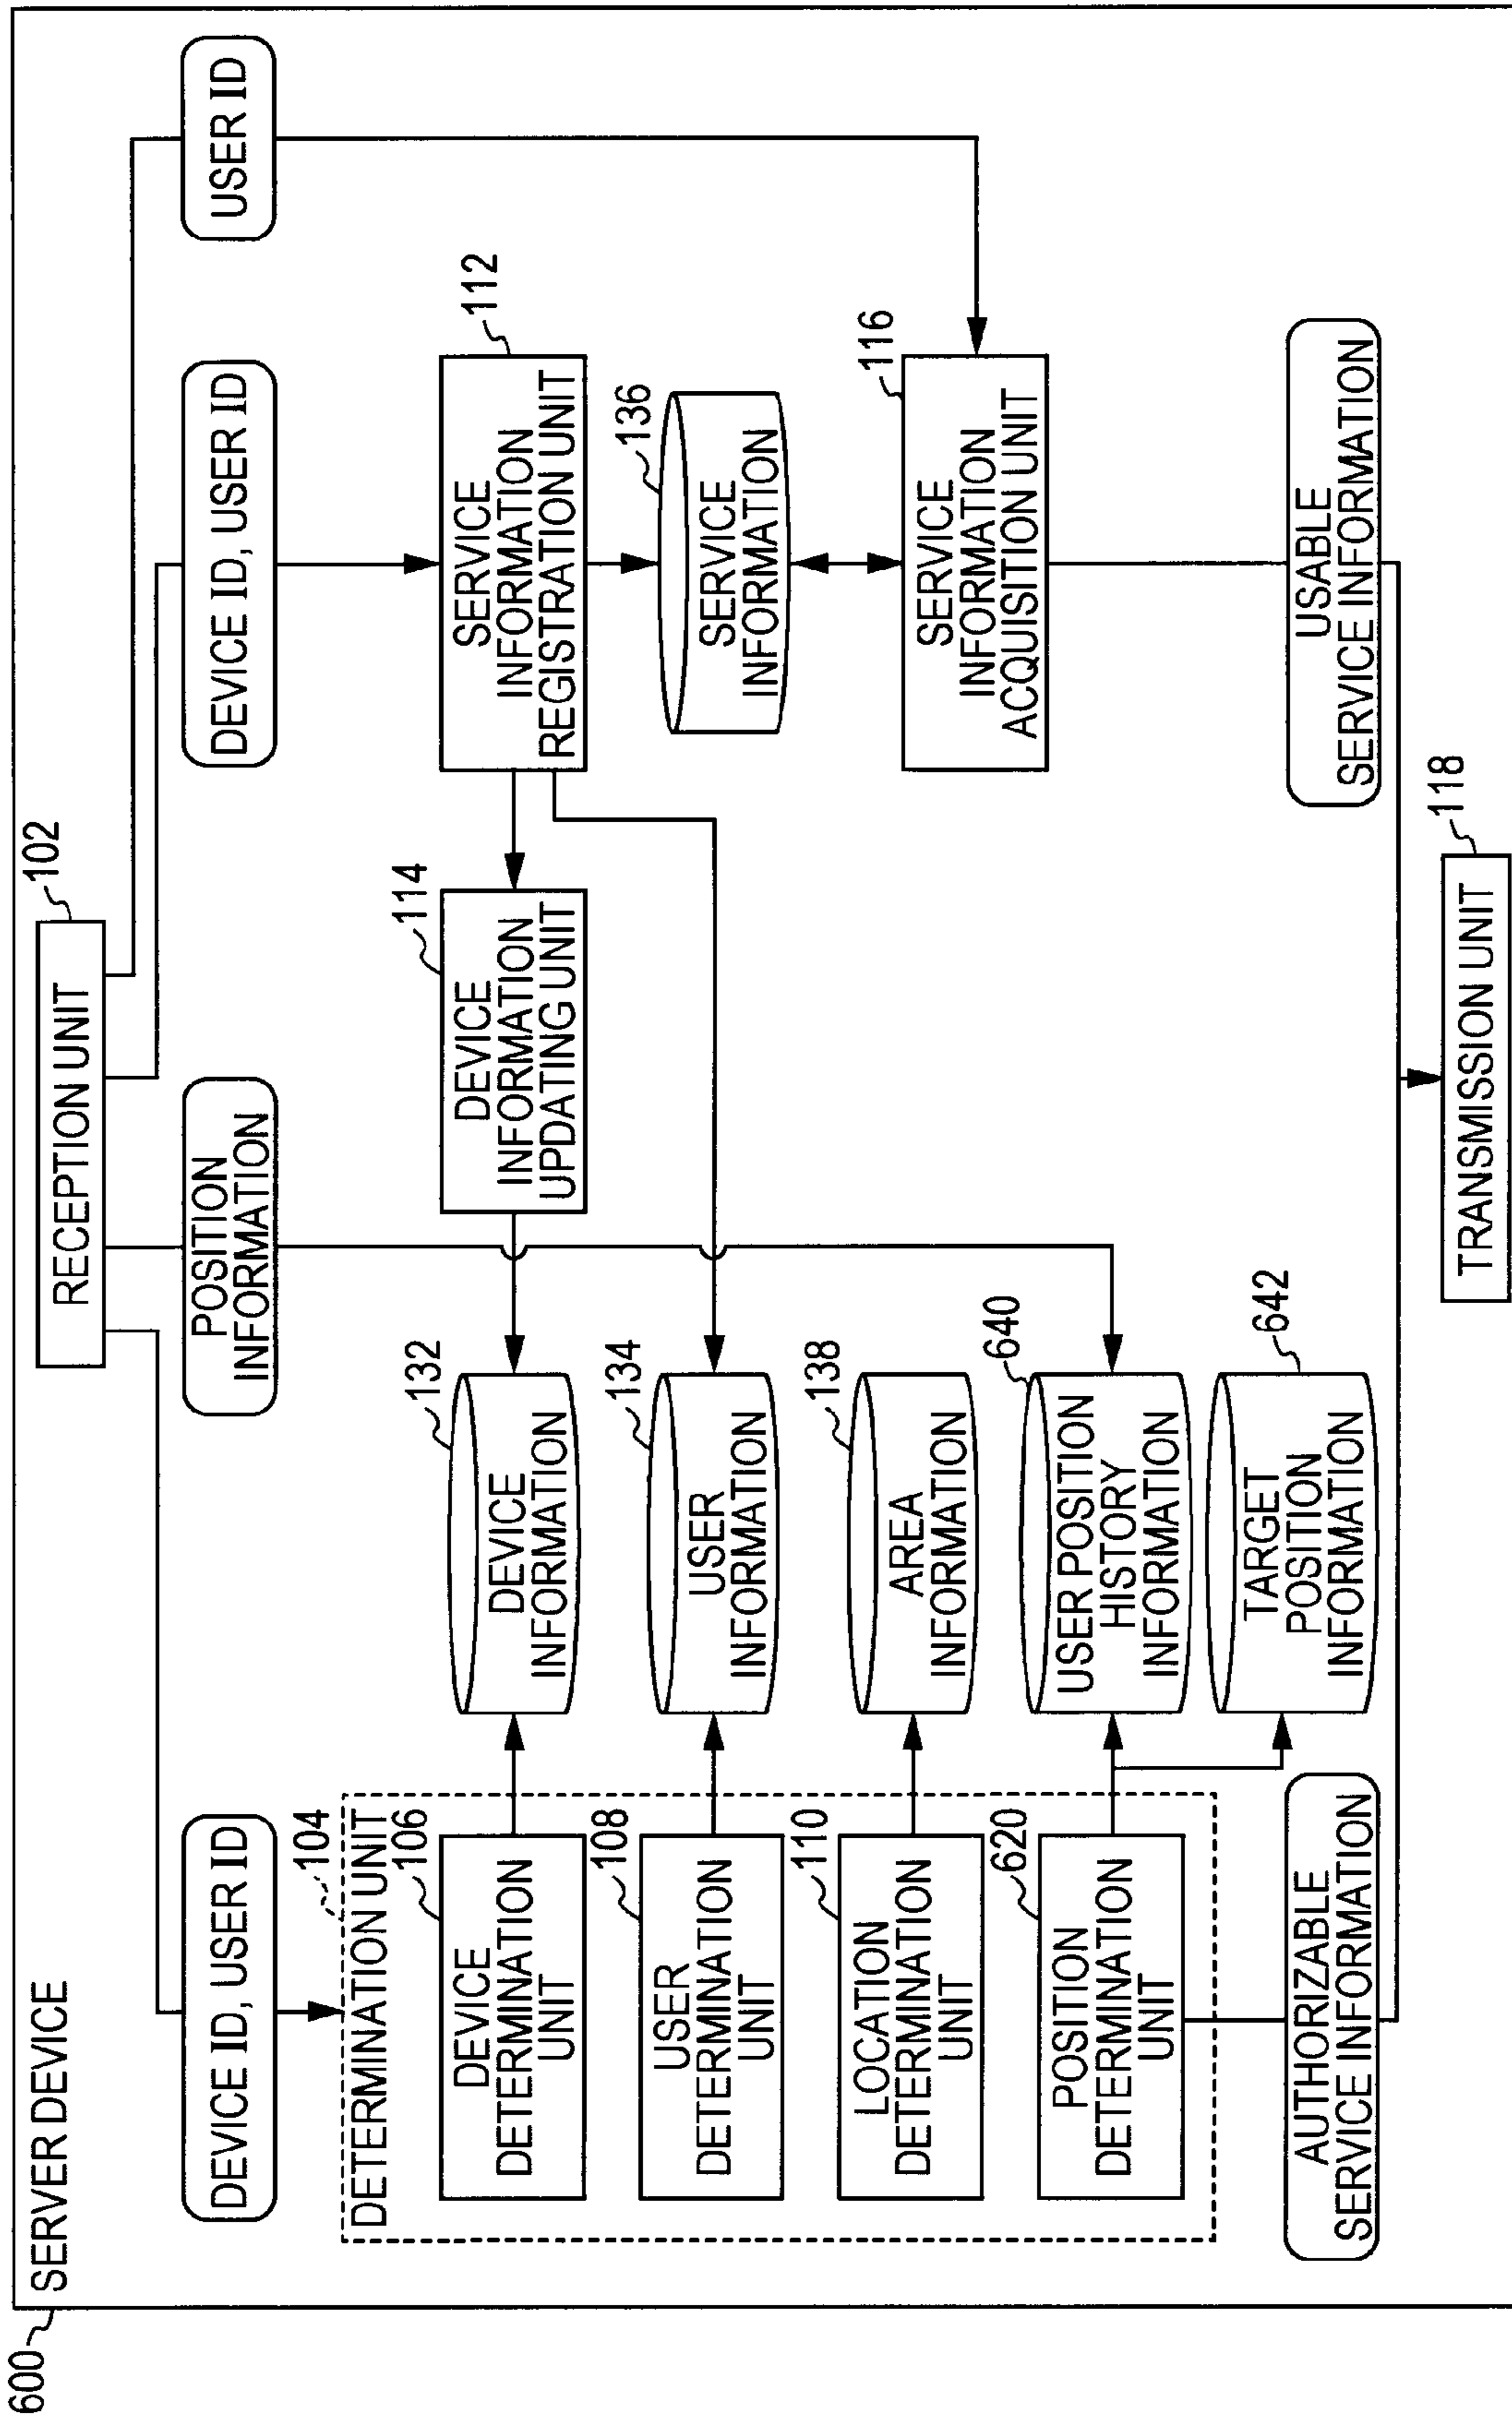 600
SERVER DEVICE
RECEPTION UNIT
102
DEVICE ID, USER ID
POSITION
INFORMATION
DEVICE ID, USER ID
USER ID
DETERMINATION UNIT
104
DEVICE
DETERMINATION
UNIT
106
USER
DETERMINATION
UNIT
108
LOCATION
DETERMINATION
UNIT
110
POSITION
DETERMINATION
UNIT
620
DEVICE
INFORMATION
132
USER
INFORMATION
134
AREA
INFORMATION
138
USER POSITION
HISTORY
INFORMATION
640
TARGET
POSITION
INFORMATION
642
DEVICE
INFORMATION
UPDATING UNIT
114
SERVICE
INFORMATION
REGISTRATION UNIT
112
SERVICE
INFORMATION
136
SERVICE
INFORMATION
ACQUISITION UNIT
116
AUTHORIZABLE
SERVICE INFORMATION
USABLE
SERVICE INFORMATION
TRANSMISSION UNIT
118